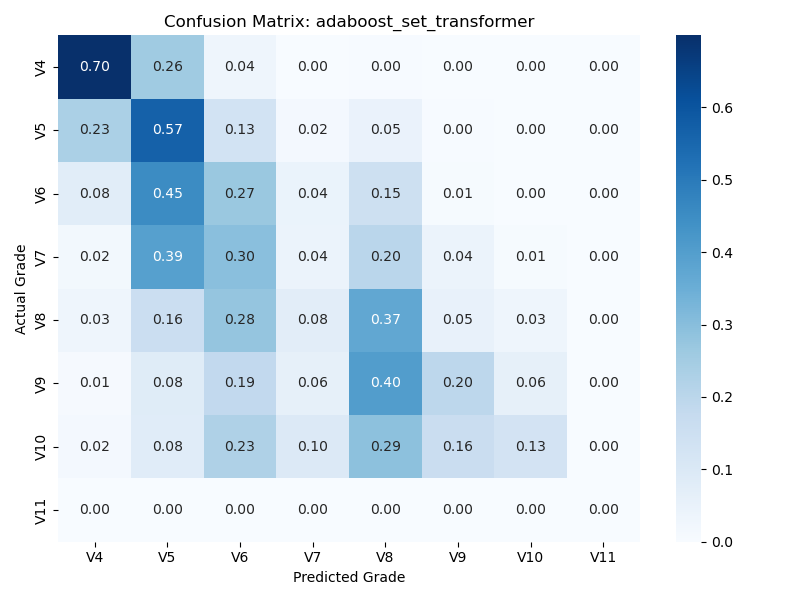 Confusion Matrix: adaboost_set_transformer
Actual Grade
V4 0.70 0.26 0.04 0.00 0.00 0.00 0.00 0.00
V5 0.23 0.57 0.13 0.02 0.05 0.00 0.00 0.00
V6 0.08 0.45 0.27 0.04 0.15 0.01 0.00 0.00
V7 0.02 0.39 0.30 0.04 0.20 0.04 0.01 0.00
V8 0.03 0.16 0.28 0.08 0.37 0.05 0.03 0.00
V9 0.01 0.08 0.19 0.06 0.40 0.20 0.06 0.00
V10 0.02 0.08 0.23 0.10 0.29 0.16 0.13 0.00
V11 0.00 0.00 0.00 0.00 0.00 0.00 0.00 0.00
V4 V5 V6 V7 V8 V9 V10 V11
Predicted Grade
0.6
0.5
0.4
0.3
0.2
0.1
0.0